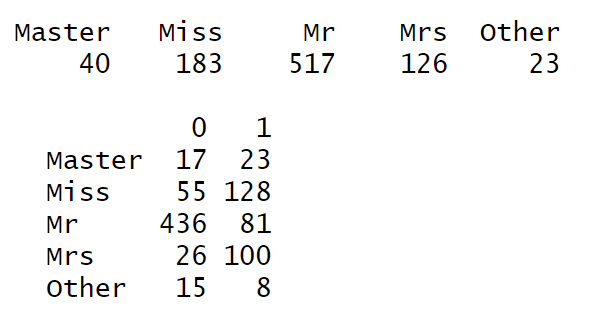 Master Miss Mr Mrs Other
40 183 517 126 23
0 1
Master 17 23
Miss 55 128
Mr 436 81
Mrs 26 100
Other 15 8